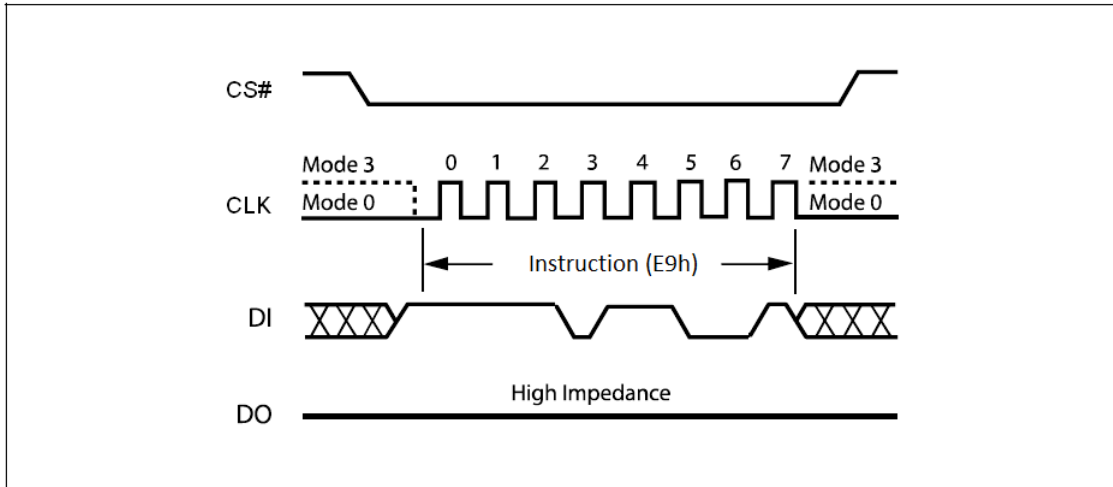 CS#
0 1 2 3 4 5 6 7
Mode 3 Mode 3
CLK Mode 0 Mode 0
Instruction (E9h)
DI
High Impedance
DO